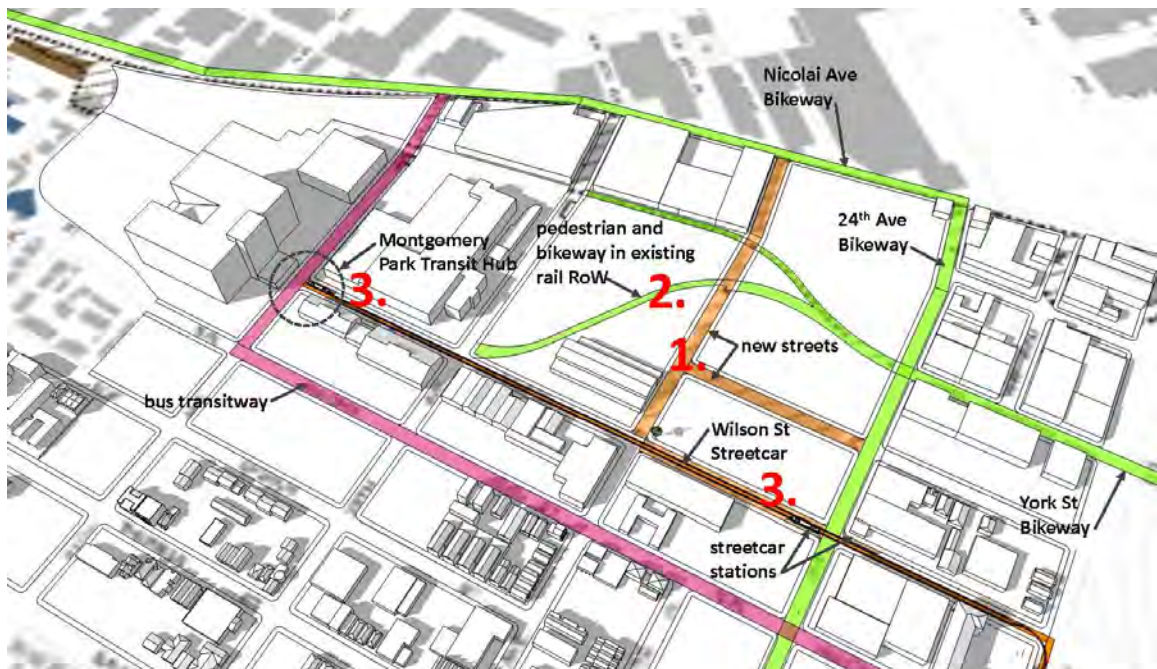 Nicolai Ave
Bikeway
24th Ave
Bikeway
pedestrian and
bikeway in existing
rail RoW
Montgomery
Park Transit Hub
3.
2.
1.
new streets
bus transitway
Wilson St
Streetcar
3.
York St
Bikeway
streetcar
stations